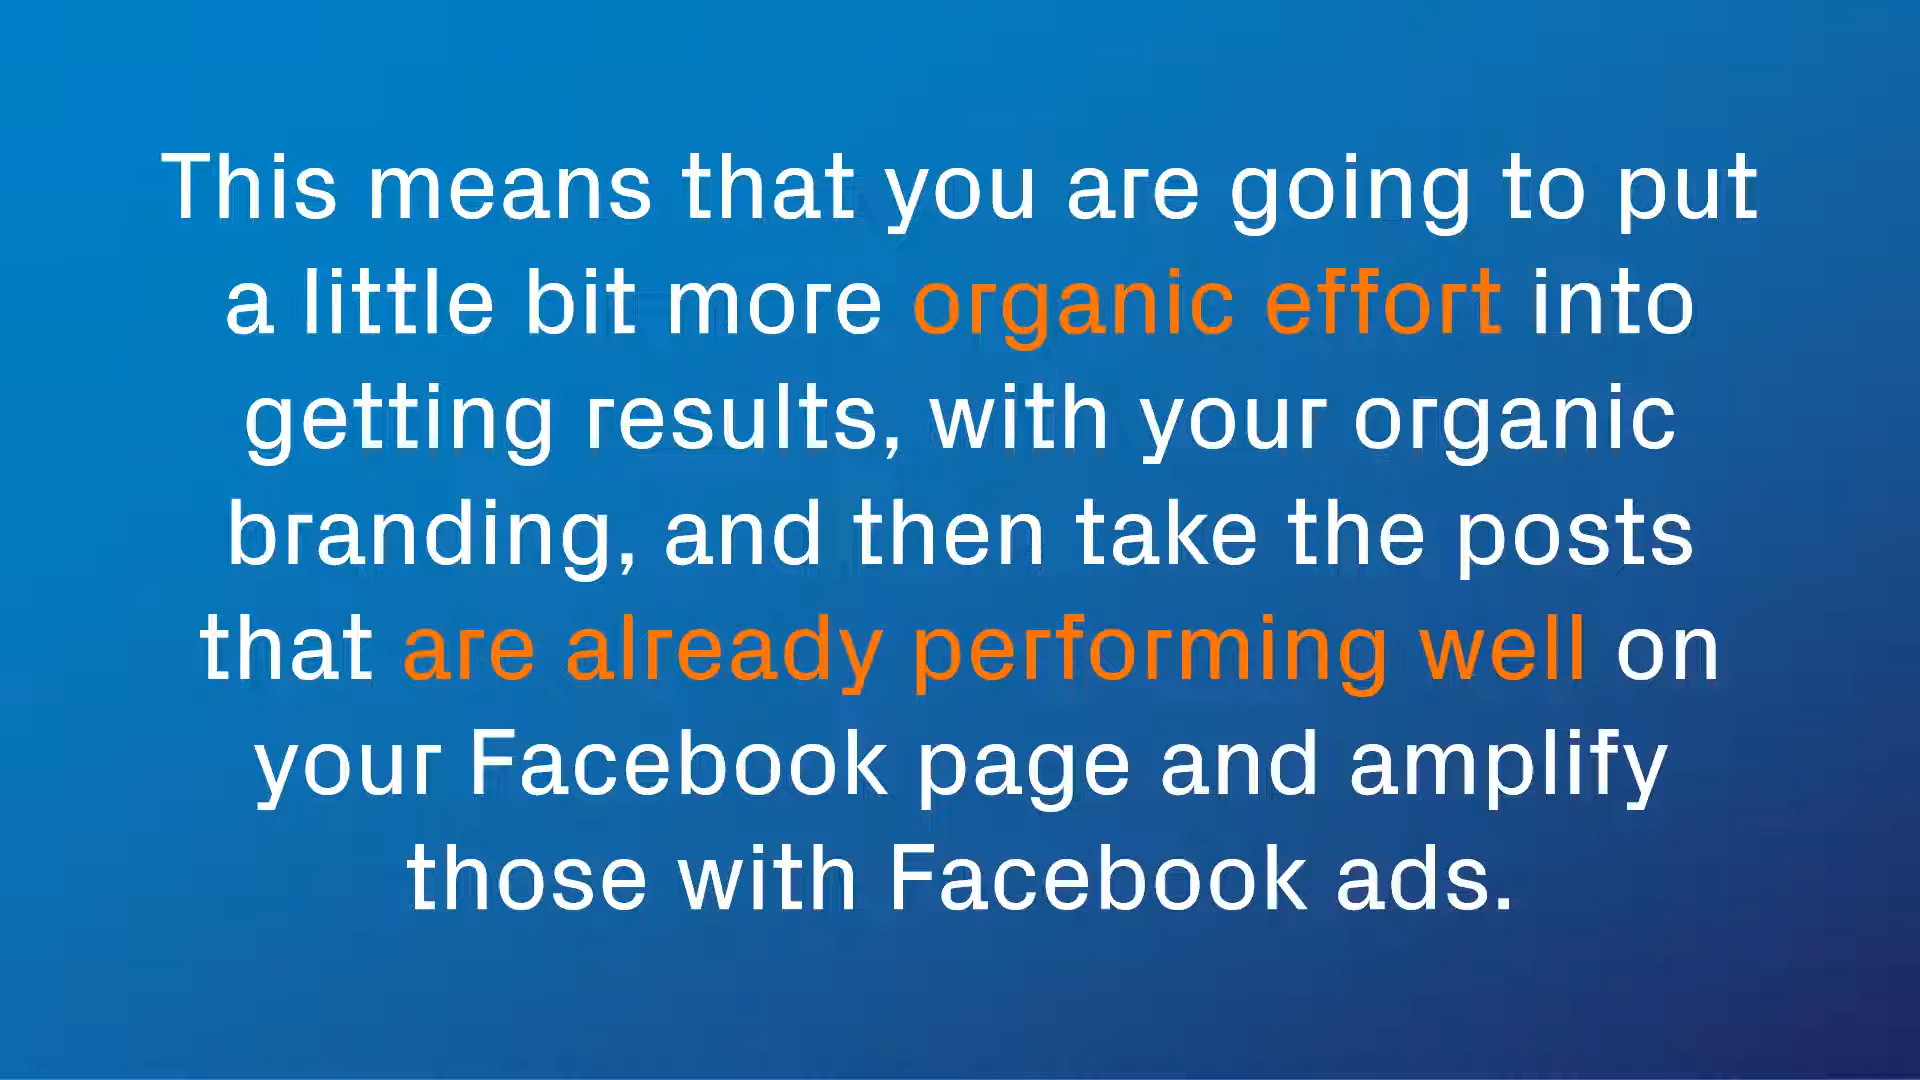 This means that you are going to put
a little bit more organic effort into
getting results, with your organic
branding, and then take the posts
that are already performing well on
your Facebook page and amplify
those with Facebook ads.